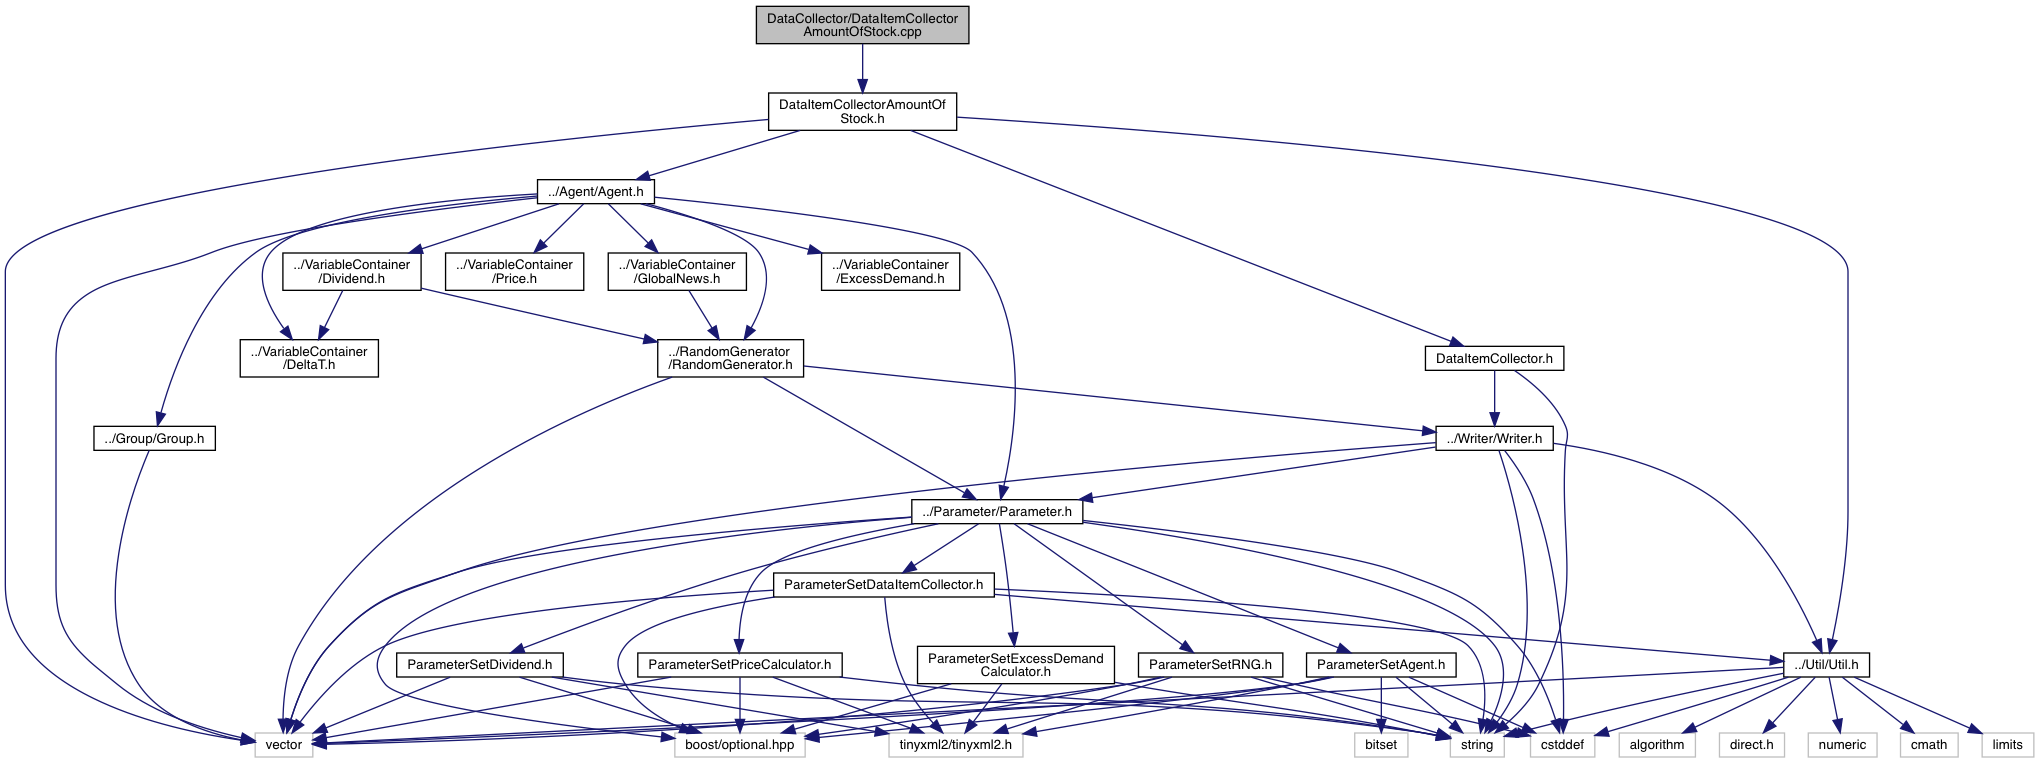 DataCollector/DataItemCollector
AmountOfStock.cpp
DataItemCollectorAmountOf
Stock.h
../Agent/Agent.h
../VariableContainer
/Dividend.h
../VariableContainer
/Price.h
../VariableContainer
/GlobalNews.h
../VariableContainer
/ExcessDemand.h
../VariableContainer
/DeltaT.h
../RandomGenerator
/RandomGenerator.h
DataItemCollector.h
../Group/Group.h
../Writer/Writer.h
../Parameter/Parameter.h
ParameterSetDataItemCollector.h
ParameterSetDividend.h
ParameterSetPriceCalculator.h
ParameterSetExcessDemand
Calculator.h
ParameterSetRNG.h
ParameterSetAgent.h
../Util/Util.h
vector
boost/optional.hpp
tinyxml2/tinyxml2.h
bitset
string
cstddef
algorithm
direct.h
numeric
cmath
limits